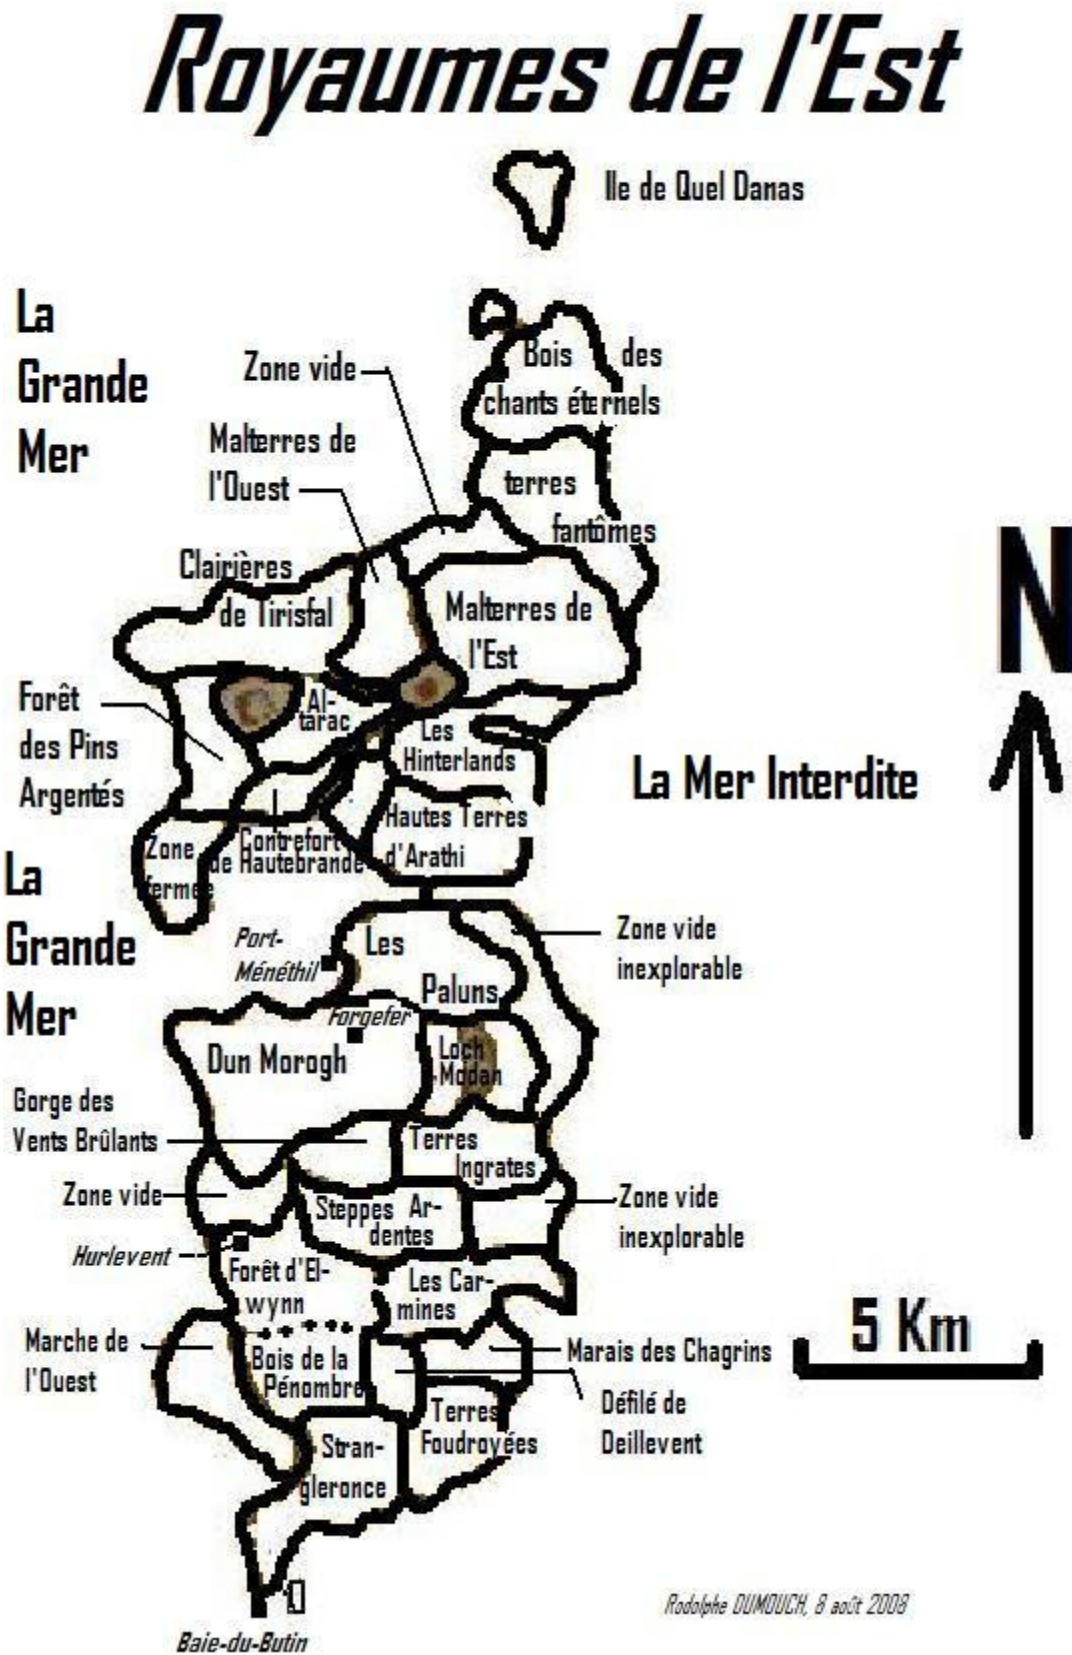 Royaumes de l'Est
Ile de Quel Danas
La
Grande
Mer
Zone vide
Bois des
chants éternels
Malterres de
l'Ouest
terres
fantômes
Clairières
de Tirisfal
Malterres de
l'Est
N
Forêt
des Pins
Argentés
Al-
tarac
Les
Hinterlands
La Mer Interdite
Hautes Terres
d'Arathi
Zone
fermée
Contrefort
de Hautebrande
La
Grande
Mer
Port-
Ménéthil
Les
Paluns
Zone vide
inexplorable
Forgefer
Dun Morogh
Loch
Modan
Gorge des
Vents Brûlants
Terres
Ingrates
Zone vide
Steppes Ar-
dentes
Zone vide
inexplorable
Hurlevent
Forêt d'El-
wynn
Les Car-
mines
5 Km
Marche de
l'Ouest
Bois de la
Pénombre
Marais des Chagrins
Défilé de
Deillevent
Terres
Foudroyées
Stran-
gleronce
Baie-du-Butin
Rodolphe DUMOUCH, 8 août 2008